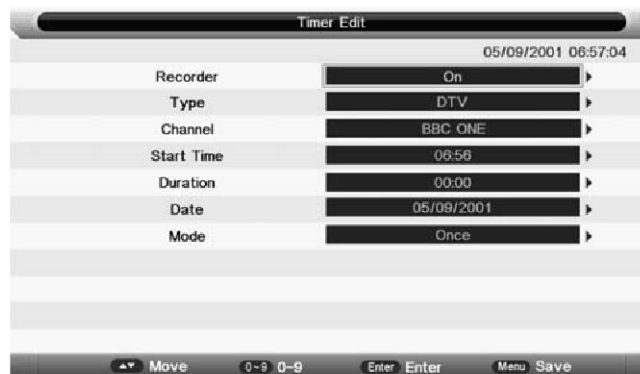 Timer Edit
05/09/2001 06:57:04
Recorder On
Type DTV
Channel BBC ONE
Start Time 06:56
Duration 00:00
Date 05/09/2001
Mode Once
▲▼ Move 0~9 0-9 Enter Enter Menu Save